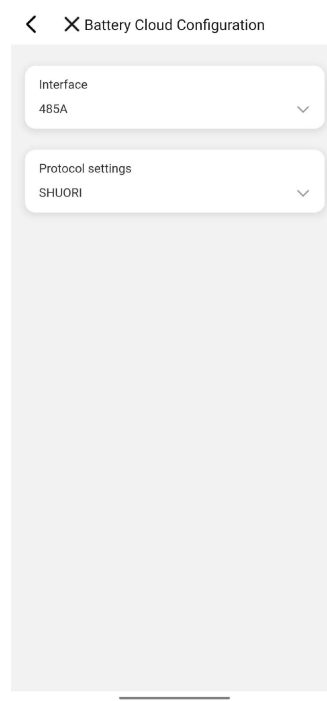 Battery Cloud Configuration
Interface
485A
Protocol settings
SHUORI